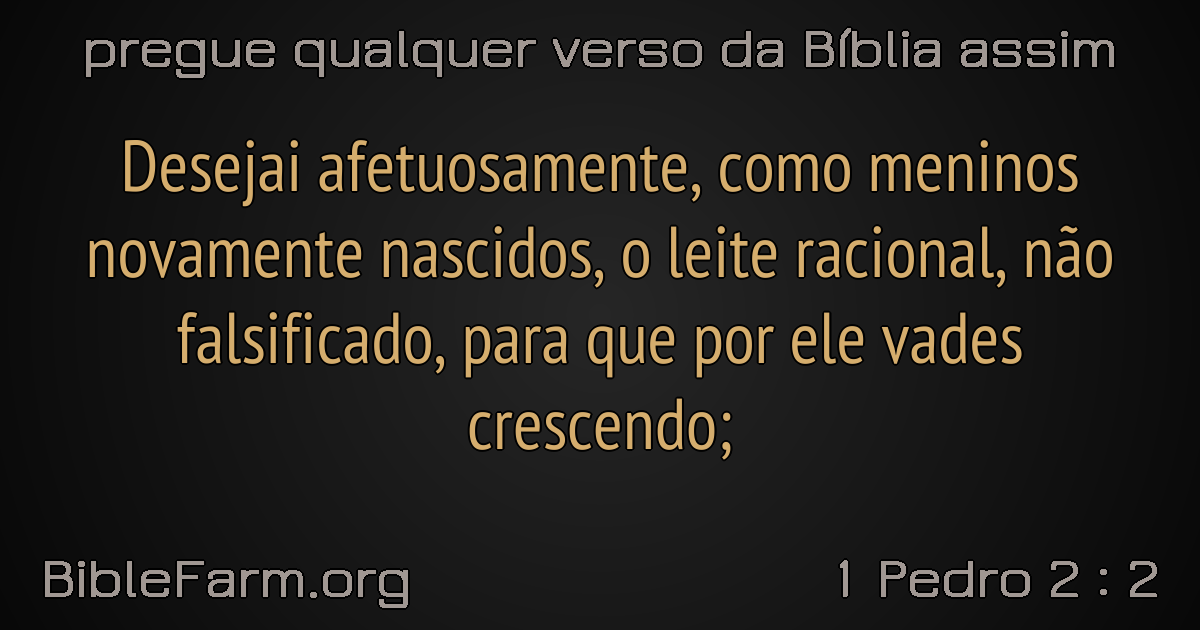 pregue qualquer verso da Bíblia assim
Desejai afetuosamente, como meninos
novamente nascidos, o leite racional, não
falsificado, para que por ele vades
crescendo;
BibleFarm.org
1 Pedro 2 : 2